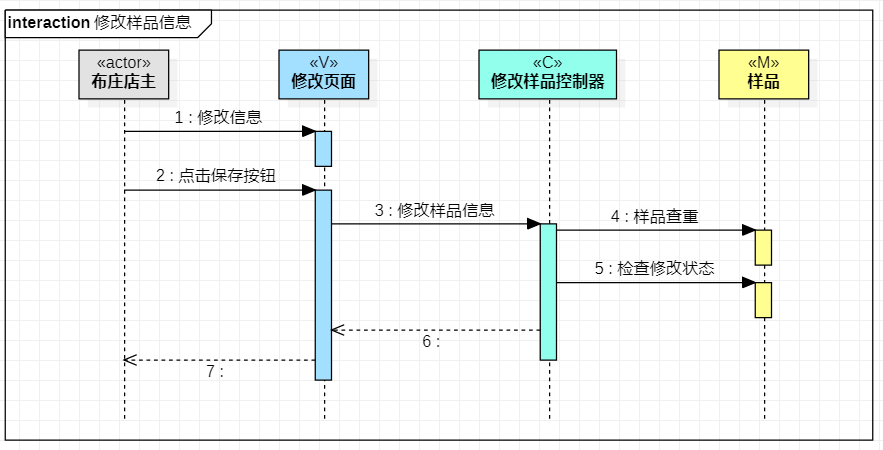 interaction 修改样品信息
«actor»
布庄店主
«V»
修改页面
«C»
修改样品控制器
«M»
样品
1 : 修改信息
2 : 点击保存按钮
3 : 修改样品信息
4 : 样品查重
5 : 检查修改状态
6 :
7 :